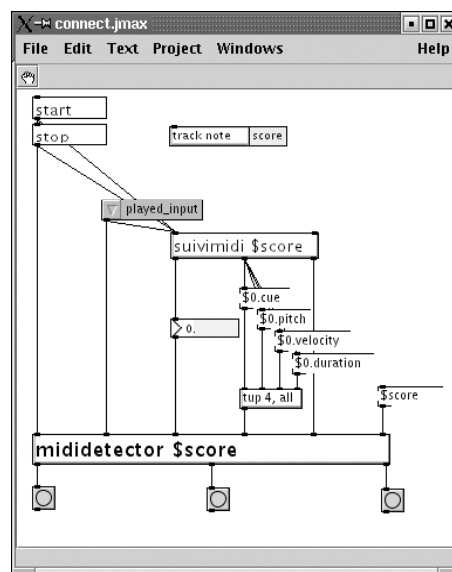 connect.jmax
File Edit Text Project Windows Help
start
stop
track note score
played_input
suivimidi $score
$0.cue
0.
$0.pitch
$0.velocity
$0.duration
tup 4, all
$score
mididetector $score